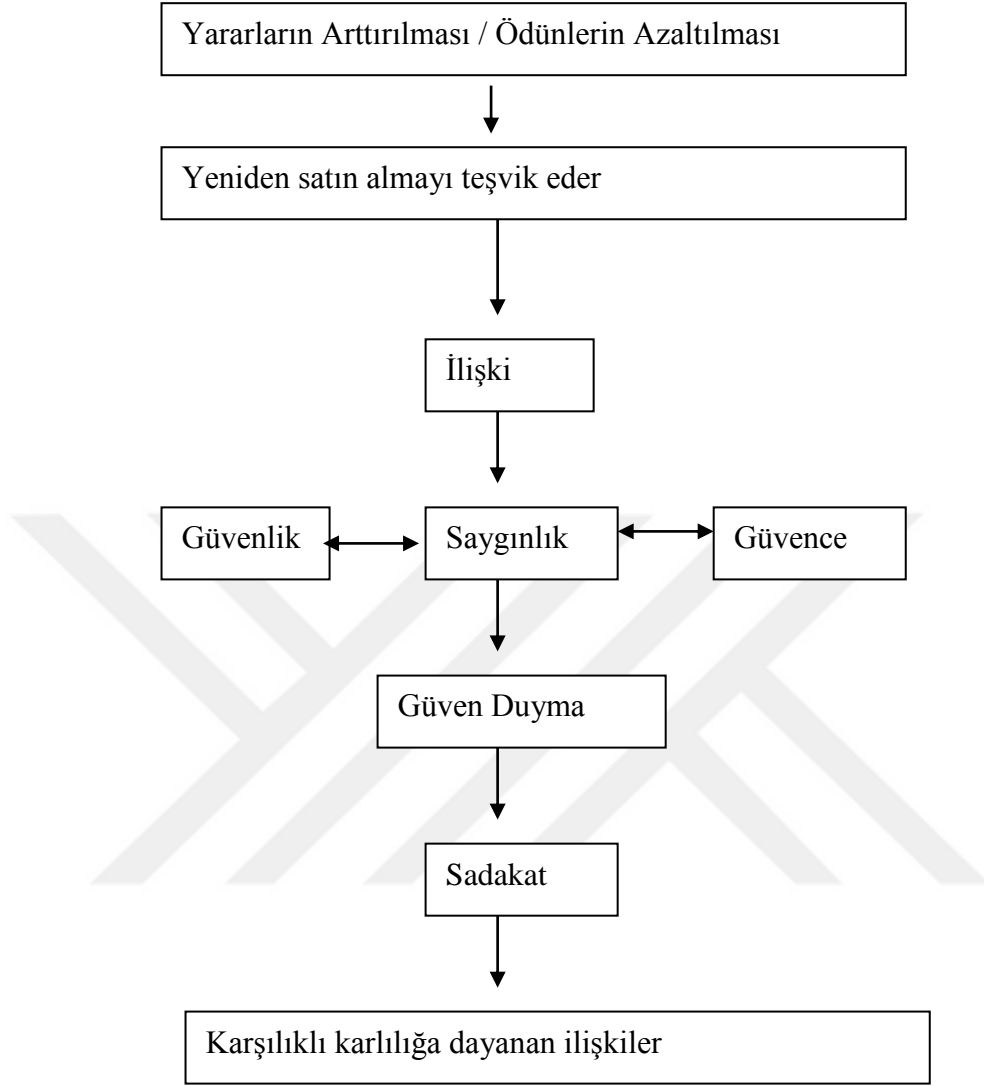 Yararların Arttırılması / Ödünlerin Azaltılması
Yeniden satın almayı teşvik eder
İlişki
Güvenlik
Saygınlık
Güvence
Güven Duyma
Sadakat
Karşılıklı karlılığa dayanan ilişkiler